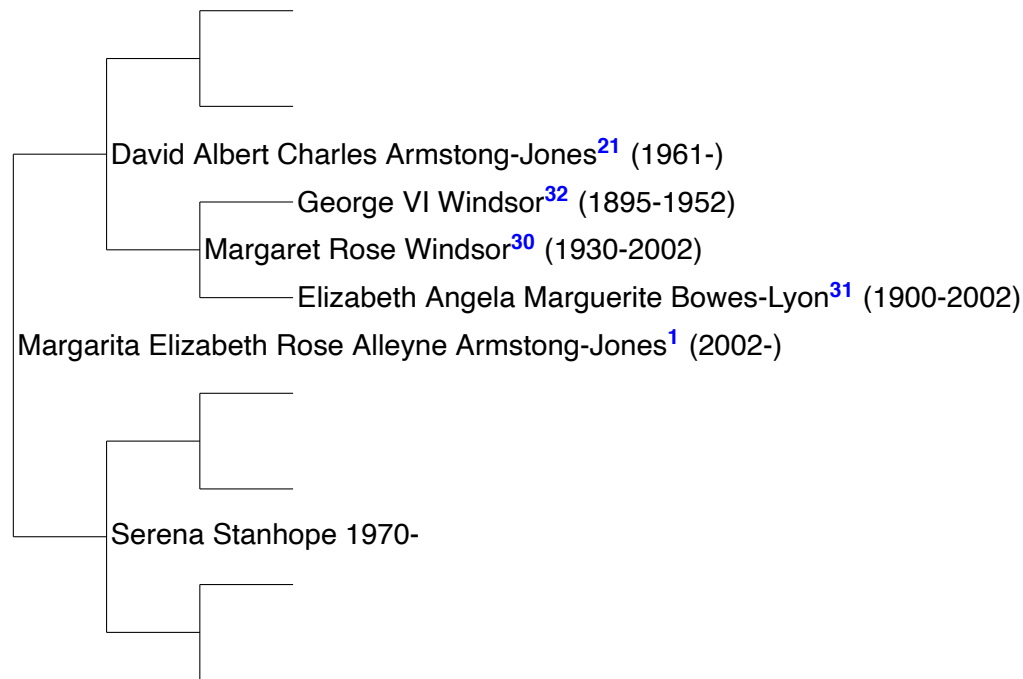 David Albert Charles Armstong-Jones21 (1961-)
George VI Windsor32 (1895-1952)
Margaret Rose Windsor30 (1930-2002)
Elizabeth Angela Marguerite Bowes-Lyon31 (1900-2002)
Margarita Elizabeth Rose Alleyne Armstong-Jones1 (2002-)
Serena Stanhope 1970-